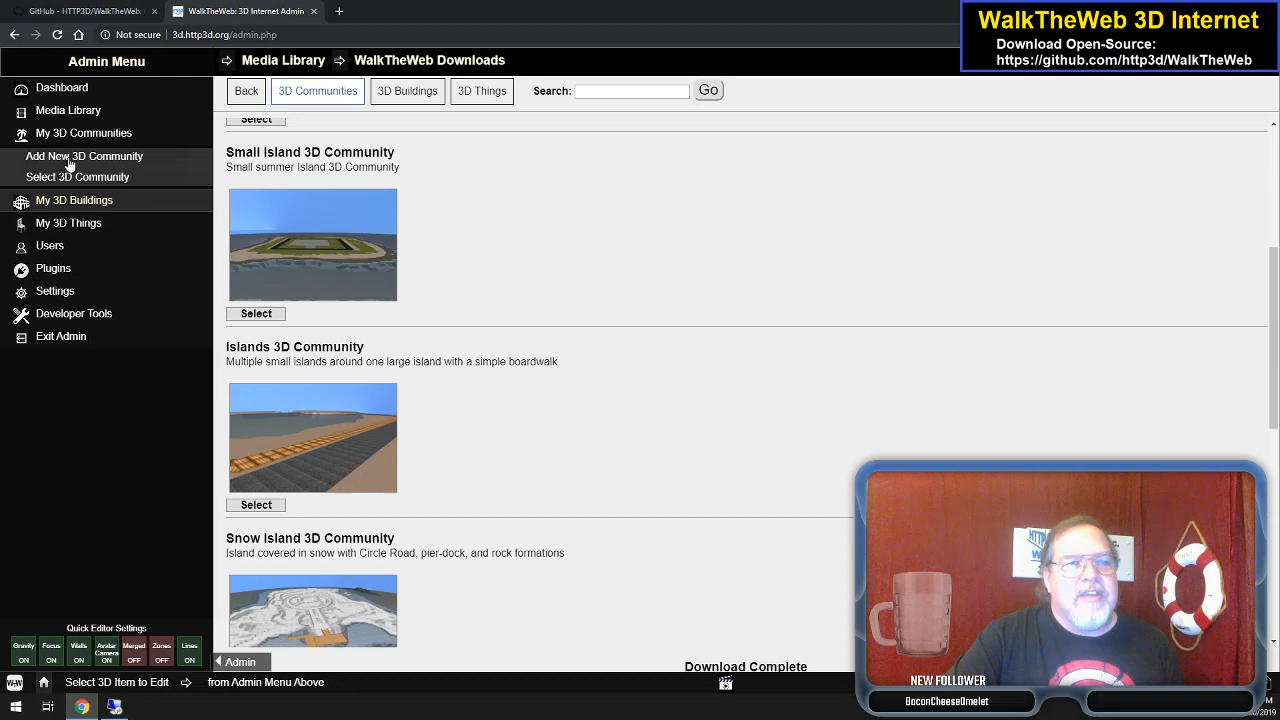 GitHub - HTTP3D/WalkTheWeb:
WalkTheWeb: 3D Internet Admin
Not secure
3d.http3d.org/admin.php
WalkTheWeb 3D Internet
Download Open-Source:
https://github.com/http3d/WalkTheWeb
Admin Menu
Media Library
WalkTheWeb Downloads
Dashboard
Media Library
My 3D Communities
Add New 3D Community
Select 3D Community
My 3D Buildings
My 3D Things
Users
Plugins
Settings
Developer Tools
Exit Admin
Back
3D Communities
3D Buildings
3D Things
Search:
Go
Select
Small Island 3D Community
Small summer Island 3D Community
Select
Islands 3D Community
Multiple small islands around one large island with a simple boardwalk.
Select
Snow Island 3D Community
Island covered in snow with Circle Road, pier-dock, and rock formations
Download Complete
Quick Editor Settings
Gravity ON
Focus ON
Walls ON
Avatar Camera ON
Merged OFF
Zones OFF
Lines ON
Admin
Select 3D Item to Edit
from Admin Menu Above
NEW FOLLOWER
BaconCheeseOmelet